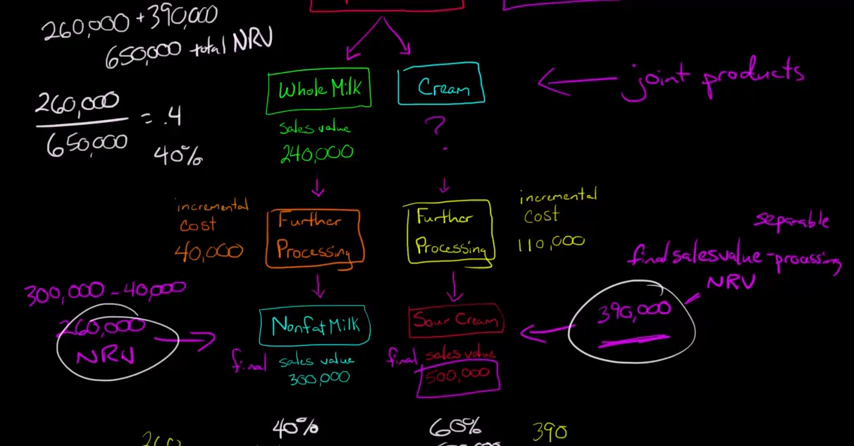 260,000 + 390,000
650,000 total NRV
260,000
650,000
= .4
40%
Whole Milk
sales value
240,000
Cream
?
joint products
incremental
cost
40,000
Further
Processing
Further
Processing
incremental
cost
110,000
separable
final sales value - processing
NRV
390,000
300,000 - 40,000
260,000
NRV
Nonfat Milk
final sales value
300,000
Sour Cream
final sales value
500,000
40%
60%
390